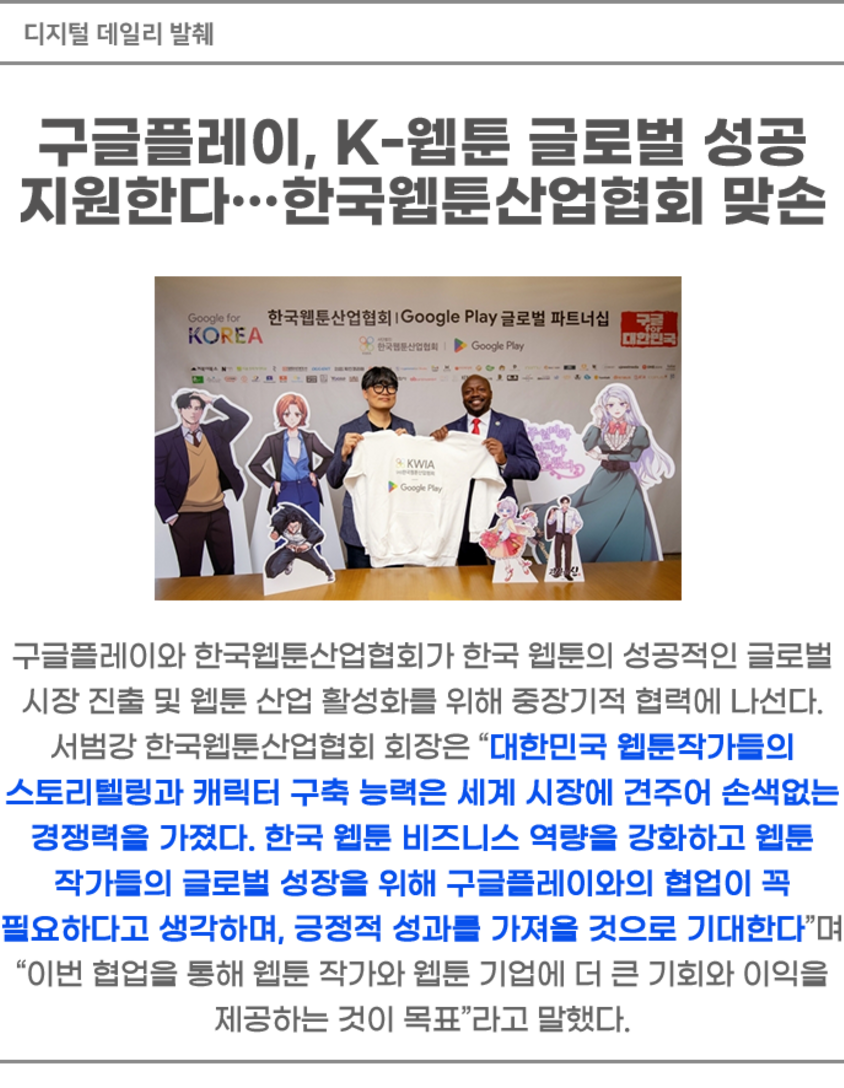 디지털 데일리 발췌
구글플레이, K-웹툰 글로벌 성공
지원한다…한국웹툰산업협회 맞손
Google for
KOREA
한국웹툰산업협회 | Google Play 글로벌 파트너십
구글
for
대한민국
한국웹툰산업협회 | Google Play
KWIA
한국웹툰산업협회
Google Play
구글플레이와 한국웹툰산업협회가 한국 웹툰의 성공적인 글로벌
시장 진출 및 웹툰 산업 활성화를 위해 중장기적 협력에 나선다.
서범강 한국웹툰산업협회 회장은 “대한민국 웹툰작가들의
스토리텔링과 캐릭터 구축 능력은 세계 시장에 견주어 손색없는
경쟁력을 가졌다. 한국 웹툰 비즈니스 역량을 강화하고 웹툰
작가들의 글로벌 성장을 위해 구글플레이와의 협업이 꼭
필요하다고 생각하며, 긍정적 성과를 가져올 것으로 기대한다”며
“이번 협업을 통해 웹툰 작가와 웹툰 기업에 더 큰 기회와 이익을
제공하는 것이 목표”라고 말했다.